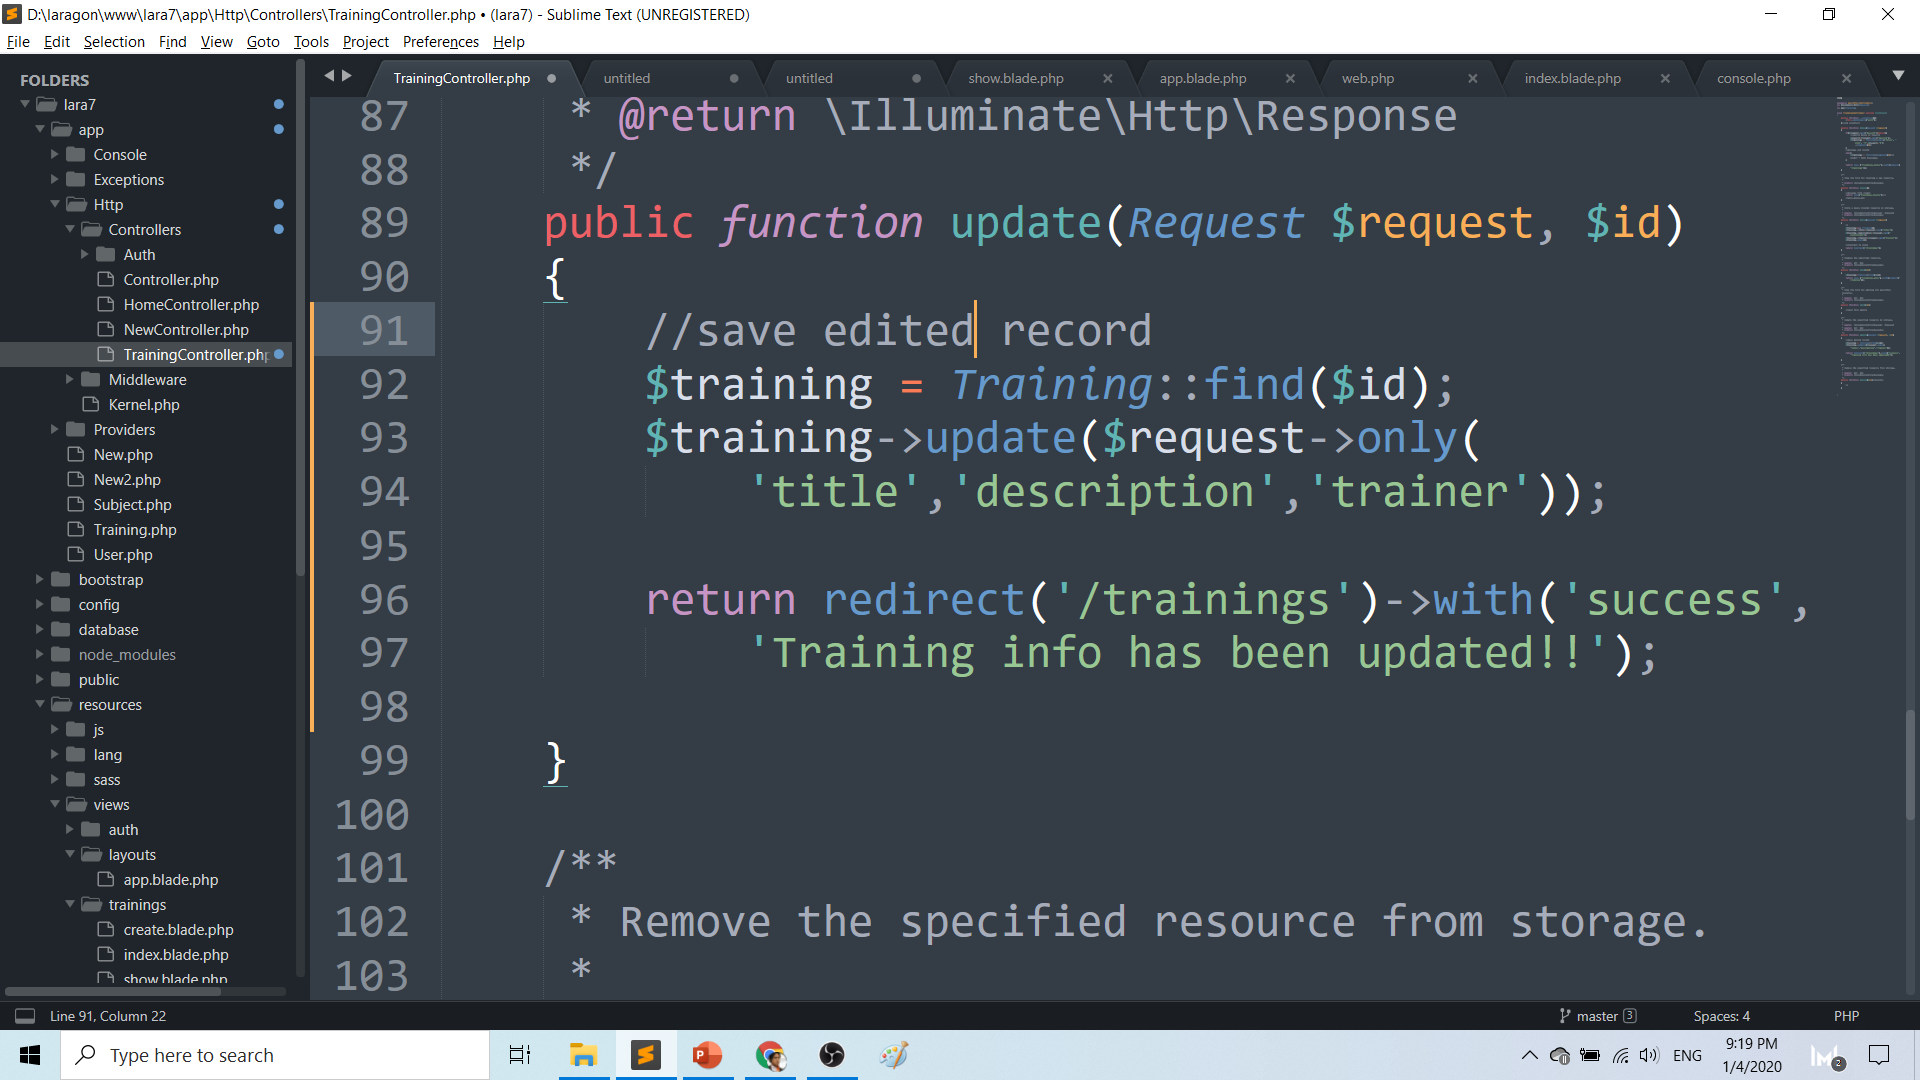 D:\laragon\www\lara7\app\Http\Controllers\TrainingController.php • (lara7) - Sublime Text (UNREGISTERED)
File Edit Selection Find View Goto Tools Project Preferences Help
FOLDERS
lara7
app
Console
Exceptions
Http
Controllers
Auth
Controller.php
HomeController.php
NewController.php
TrainingController.php
Middleware
Kernel.php
Providers
New.php
New2.php
Subject.php
Training.php
User.php
bootstrap
config
database
node_modules
public
resources
js
lang
sass
views
auth
layouts
app.blade.php
trainings
create.blade.php
index.blade.php
show.blade.php
TrainingController.php untitled untitled show.blade.php app.blade.php web.php index.blade.php console.php
87 * @return \Illuminate\Http\Response
88 */
89 public function update(Request $request, $id)
90 {
91 //save edited record
92 $training = Training::find($id);
93 $training->update($request->only(
94 'title','description','trainer'));
95
96 return redirect('/trainings')->with('success',
97 'Training info has been updated!!');
98
99 }
100
101 /**
102 * Remove the specified resource from storage.
103 *
Line 91, Column 22 master 3 Spaces: 4 PHP
Type here to search
ENG
9:19 PM
1/4/2020
2